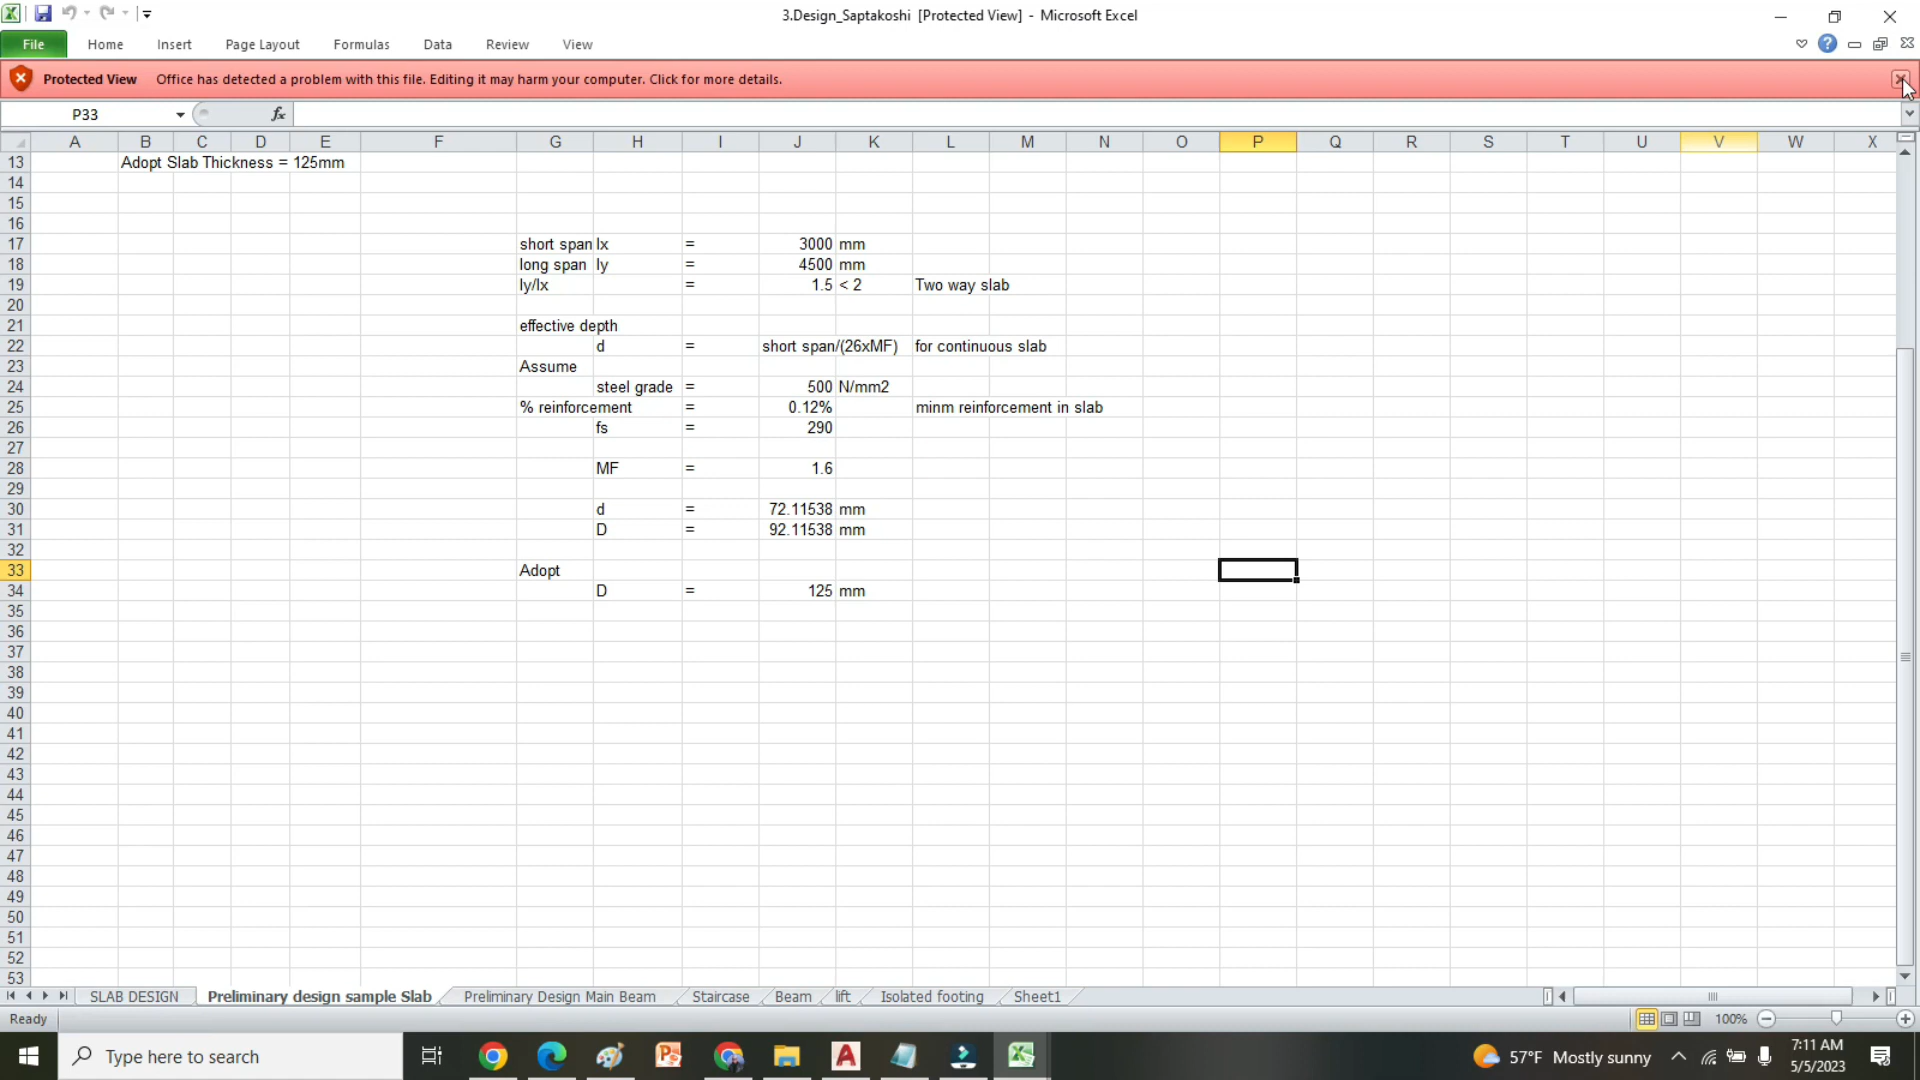 3.Design_Saptakoshi [Protected View] - Microsoft Excel
File Home Insert Page Layout Formulas Data Review View
Protected View Office has detected a problem with this file. Editing it may harm your computer. Click for more details.
P33 fx
A B C D E F G H I J K L M N O P Q R S T U V W X
13 Adopt Slab Thickness = 125mm
14
15
16
17 short span lx = 3000 mm
18 long span ly = 4500 mm
19 ly/lx = 1.5 < 2 Two way slab
20
21 effective depth
22 d = short span/(26xMF) for continuous slab
23 Assume
24 steel grade = 500 N/mm2
25 % reinforcement = 0.12% minm reinforcement in slab
26 fs = 290
27
28 MF = 1.6
29
30 d = 72.11538 mm
31 D = 92.11538 mm
32
33 Adopt
34 D = 125 mm
35
36
37
38
39
40
41
42
43
44
45
46
47
48
49
50
51
52
53
SLAB DESIGN Preliminary design sample Slab Preliminary Design Main Beam Staircase Beam lift Isolated footing Sheet1
Ready 100%
Type here to search 57°F Mostly sunny 7:11 AM
5/5/2023